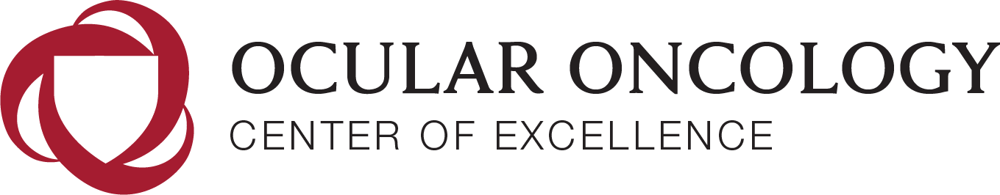 OCULAR ONCOLOGY
CENTER OF EXCELLENCE